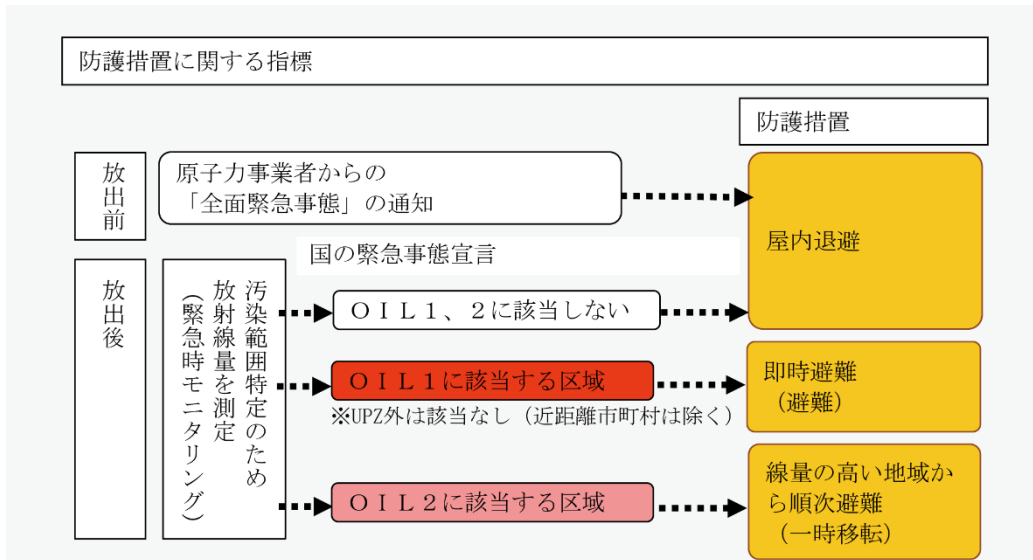 防護措置に関する指標
防護措置
放出前
原子力事業者からの
「全面緊急事態」の通知
屋内退避
国の緊急事態宣言
放出後
汚染範囲特定のため
放射線量を測定
(緊急時モニタリング)
ＯＩＬ１、２に該当しない
ＯＩＬ１に該当する区域
※UPZ外は該当なし（近距離市町村は除く）
即時避難
（避難）
ＯＩＬ２に該当する区域
線量の高い地域か
ら順次避難
（一時移転）